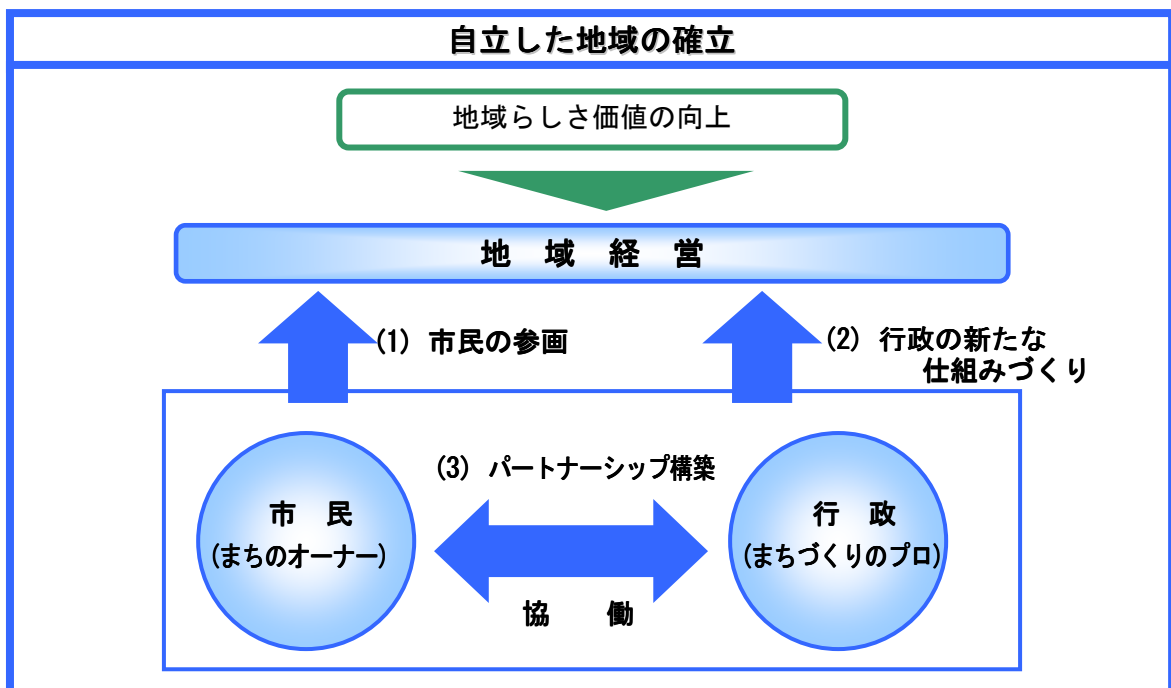 自立した地域の確立
地域らしさ価値の向上
地 域 経 営
(1) 市民の参画
(2) 行政の新たな
仕組みづくり
(3) パートナーシップ構築
市 民
(まちのオーナー)
行 政
(まちづくりのプロ)
協 働